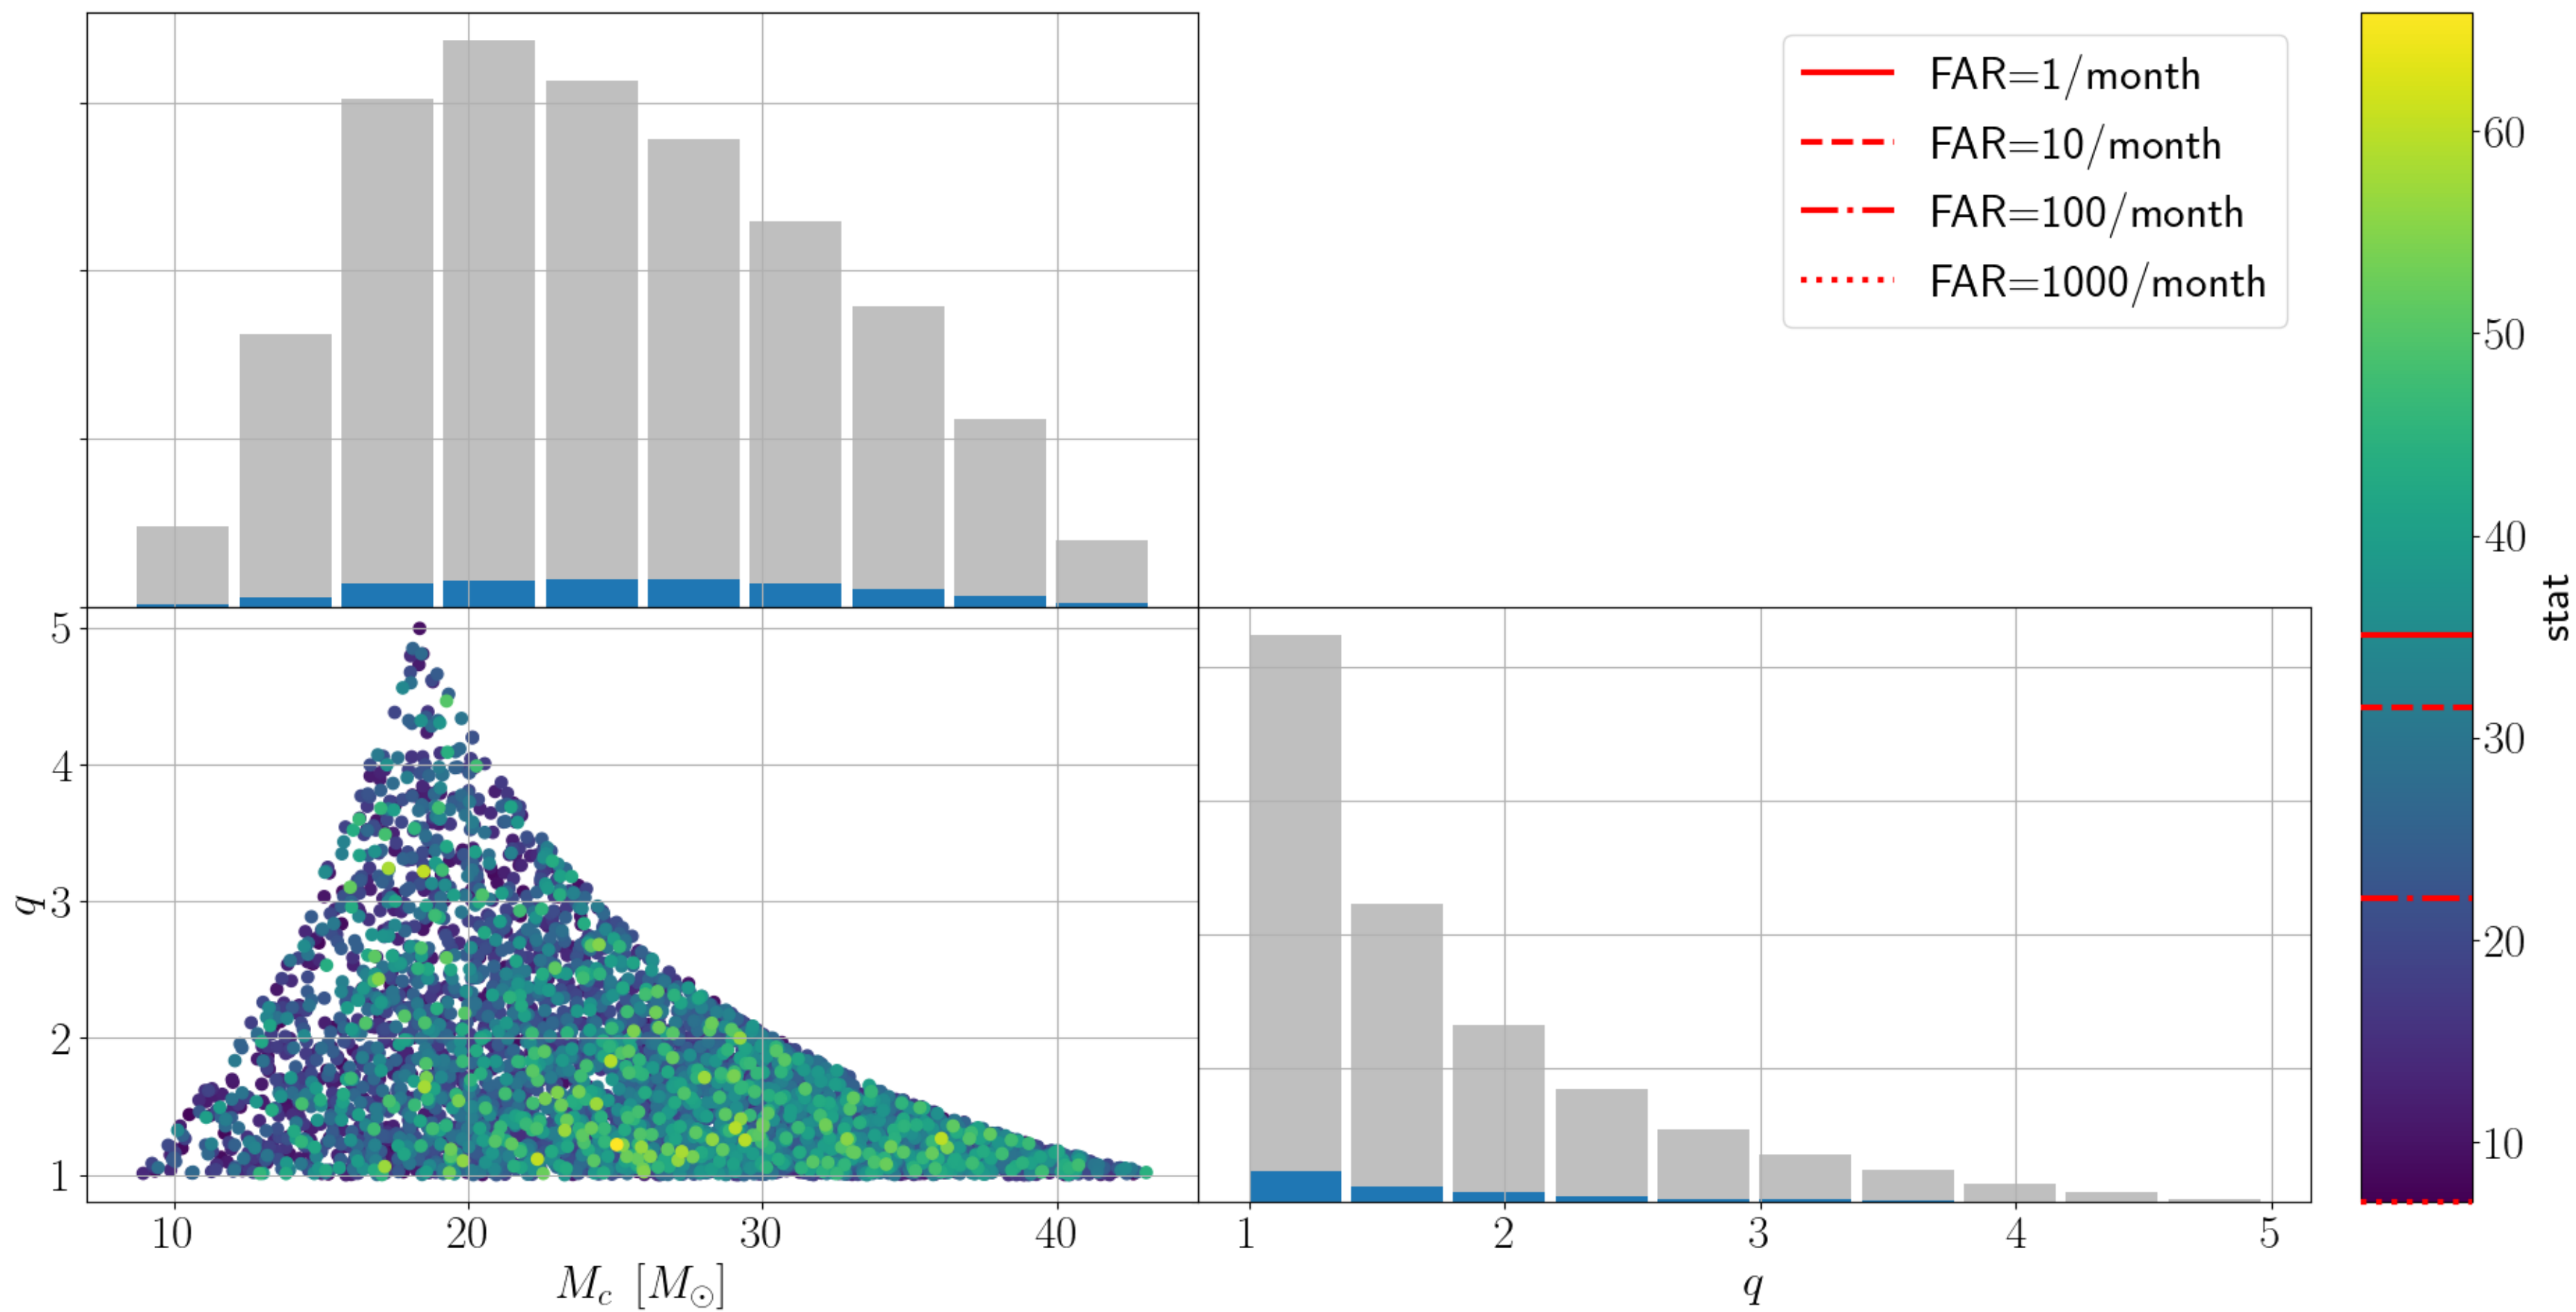 FAR=1/month
FAR=10/month
FAR=100/month
FAR=1000/month
60
50
40
30
20
10
stat
5
4
3
2
1
q
10 20 30 40
M_c [M_⊙]
1 2 3 4 5
q